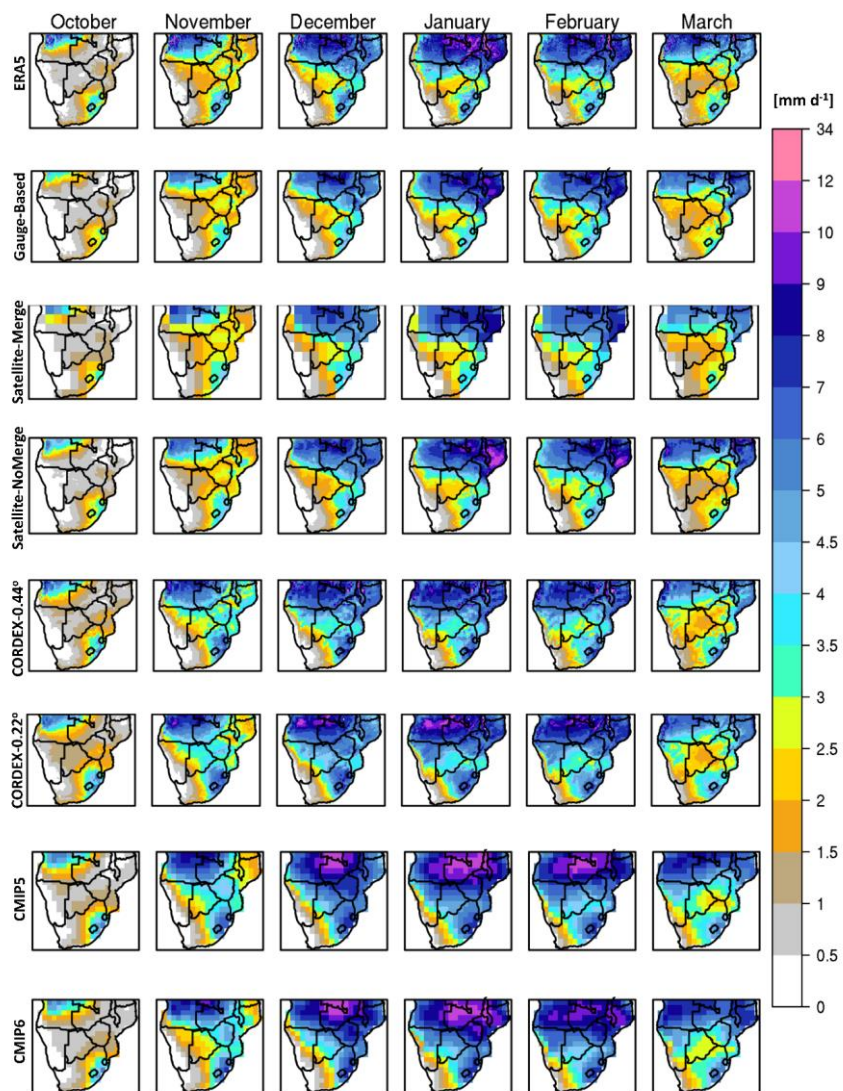 October November December January February March
ERA5
[mm d-1]
Gauge-Based
Satellite-Merge
Satellite-NoMerge
CORDEX-0.44o
CORDEX-0.22o
CMIP5
CMIP6
34
12
10
9
8
7
6
5
4.5
4
3.5
3
2.5
2
1.5
1
0.5
0